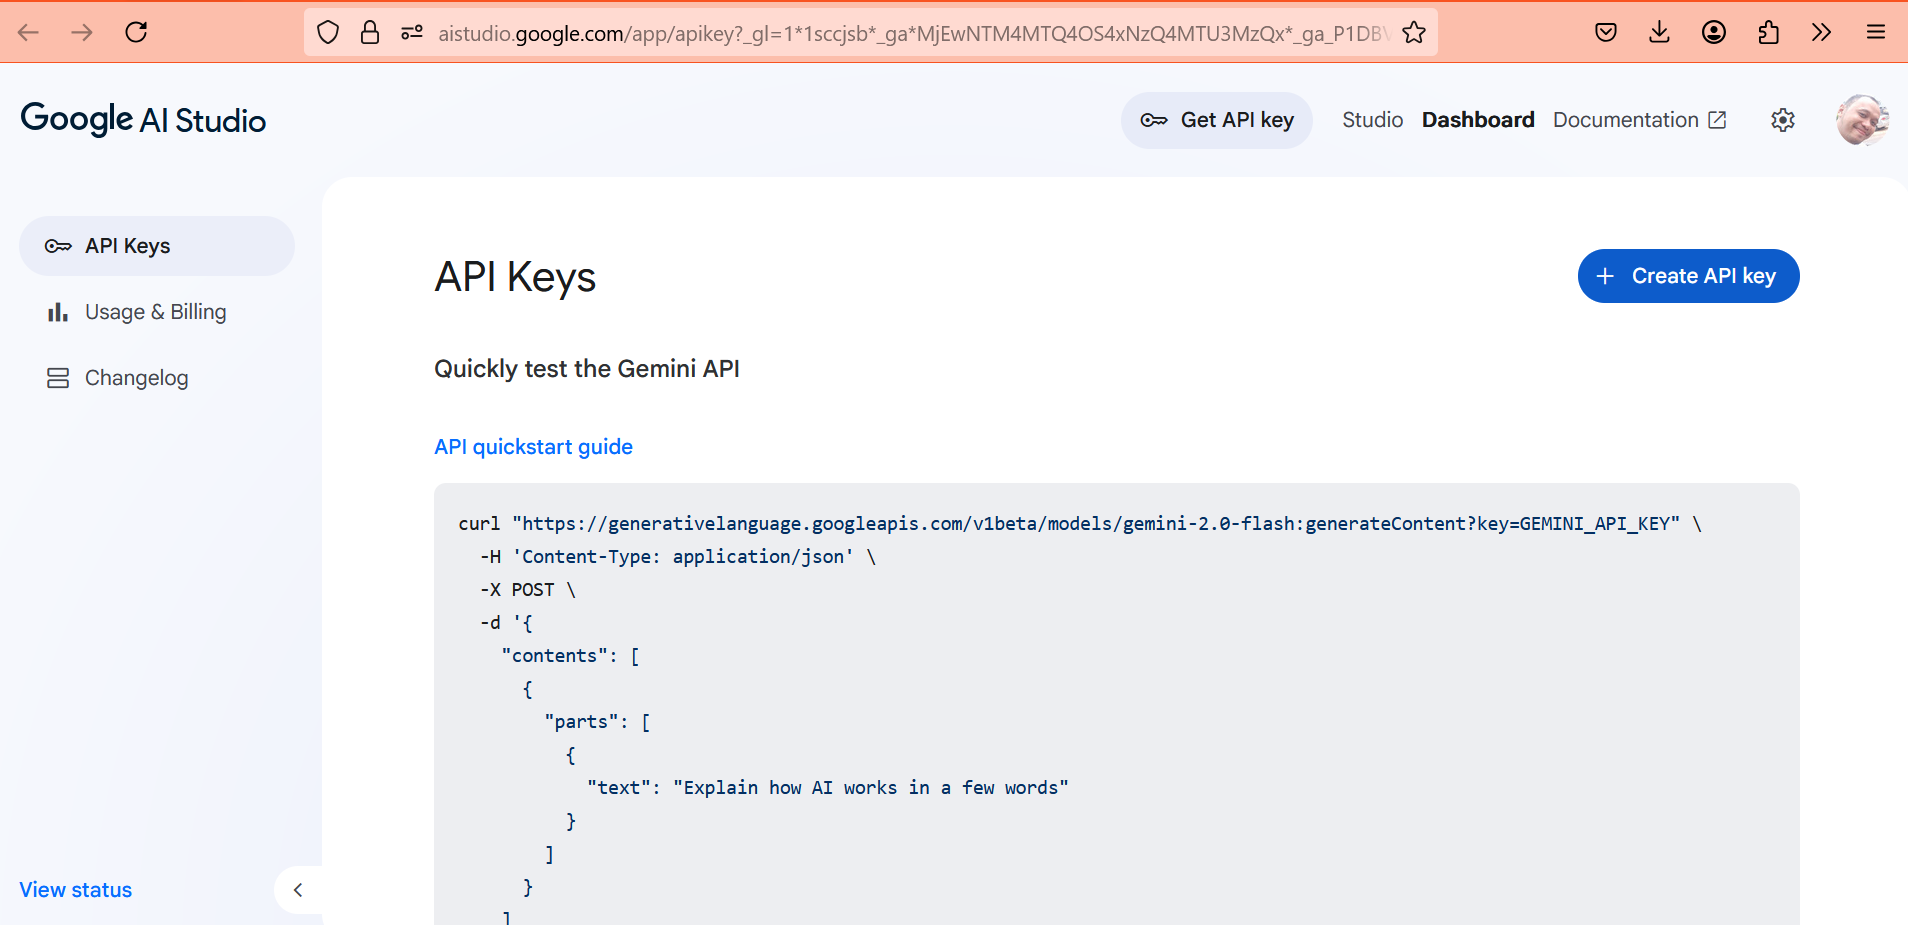 aistudio.google.com/app/apikey?_gl=1*1sccjsb*_ga*MjEwNTM4MTQ4OS4xNzQ4MTU3MzQx*_ga_P1DBV
Google AI Studio
Get API key
Studio
Dashboard
Documentation
API Keys
Usage & Billing
Changelog
View status
API Keys
+ Create API key
Quickly test the Gemini API
API quickstart guide
curl "https://generativelanguage.googleapis.com/v1beta/models/gemini-2.0-flash:generateContent?key=GEMINI_API_KEY" \
  -H 'Content-Type: application/json' \
  -X POST \
  -d '{
    "contents": [
      {
        "parts": [
          {
            "text": "Explain how AI works in a few words"
          }
        ]
      }
    ]